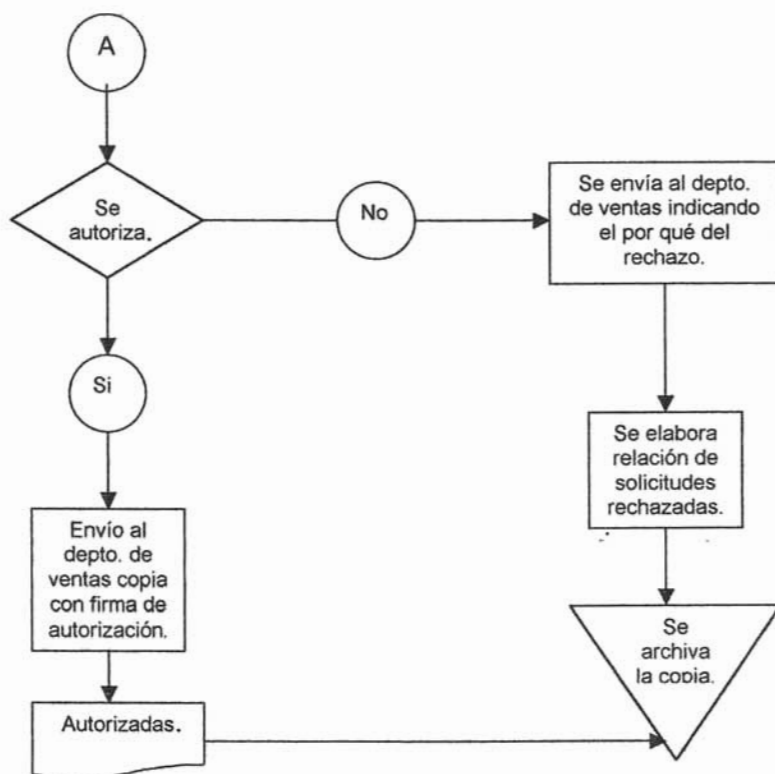 A
Se
autoriza.
No
Se envía al depto.
de ventas indicando
el por qué del
rechazo.
Si
Se elabora
relación de
solicitudes
rechazadas.
Envío al
depto. de
ventas copia
con firma de
autorización.
Se
archiva
la copia.
Autorizadas.